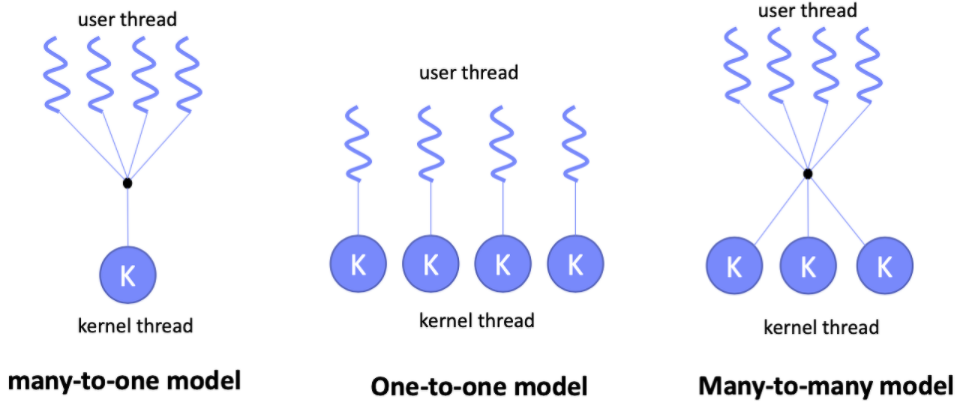 user thread
K
kernel thread
many-to-one model
user thread
K K K K
kernel thread
One-to-one model
user thread
K K K
kernel thread
Many-to-many model